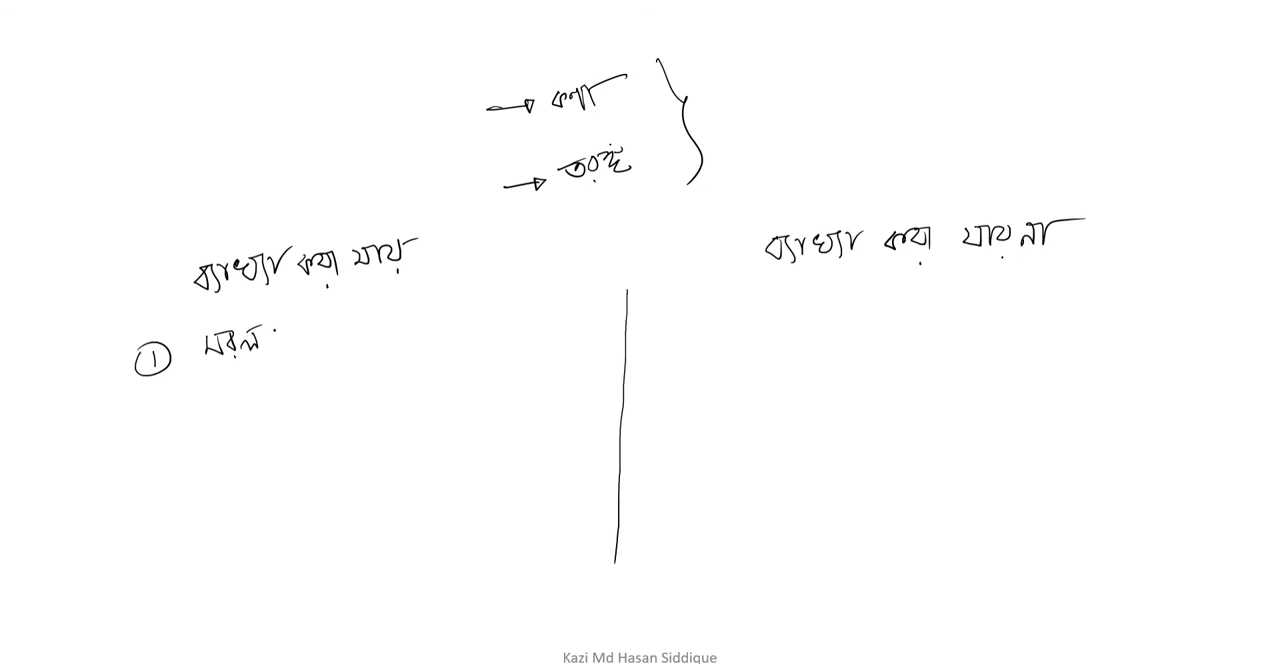 → কণা
→ তরঙ্গ
ব্যাখ্যা করা যায়
ব্যাখ্যা করা যায় না
① সরল
Kazi Md Hasan Siddique